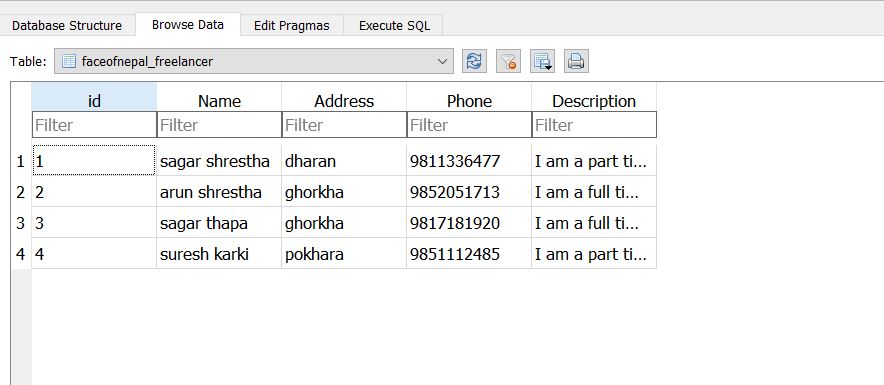 Database Structure Browse Data Edit Pragmas Execute SQL
Table: faceofnepal_freelancer
id Name Address Phone Description
Filter Filter Filter Filter Filter
1 1 sagar shrestha dharan 9811336477 I am a part ti...
2 2 arun shrestha ghorkha 9852051713 I am a full ti...
3 3 sagar thapa ghorkha 9817181920 I am a full ti...
4 4 suresh karki pokhara 9851112485 I am a part ti...